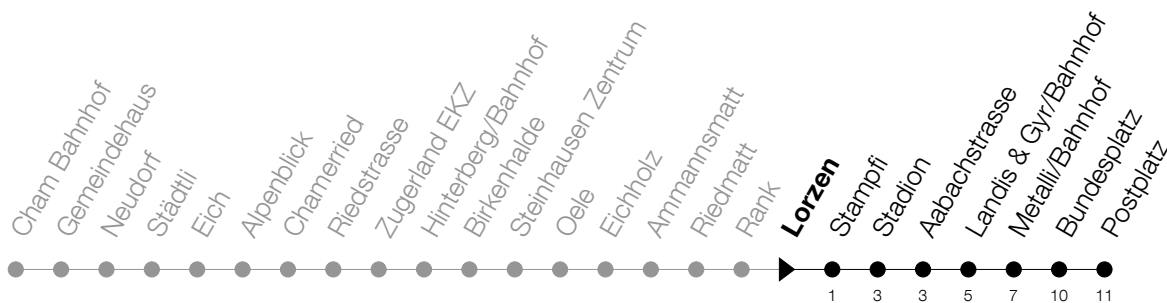 Cham Bahnhof
Gemeindehaus
Neudorf
Städtli
Eich
Alpenblick
Chamerried
Riedstrasse
Zugerland EKZ
Hinterberg/Bahnhof
Birkenhalde
Steinhausen Zentrum
Oele
Eichholz
Ammannsmatt
Riedmatt
Rank
Lorzen
Stampfi
Stadion
Aabachstrasse
Landis & Gyr/Bahnhof
Metalli/Bahnhof
Bundesplatz
Postplatz
1 3 3 5 7 10 11